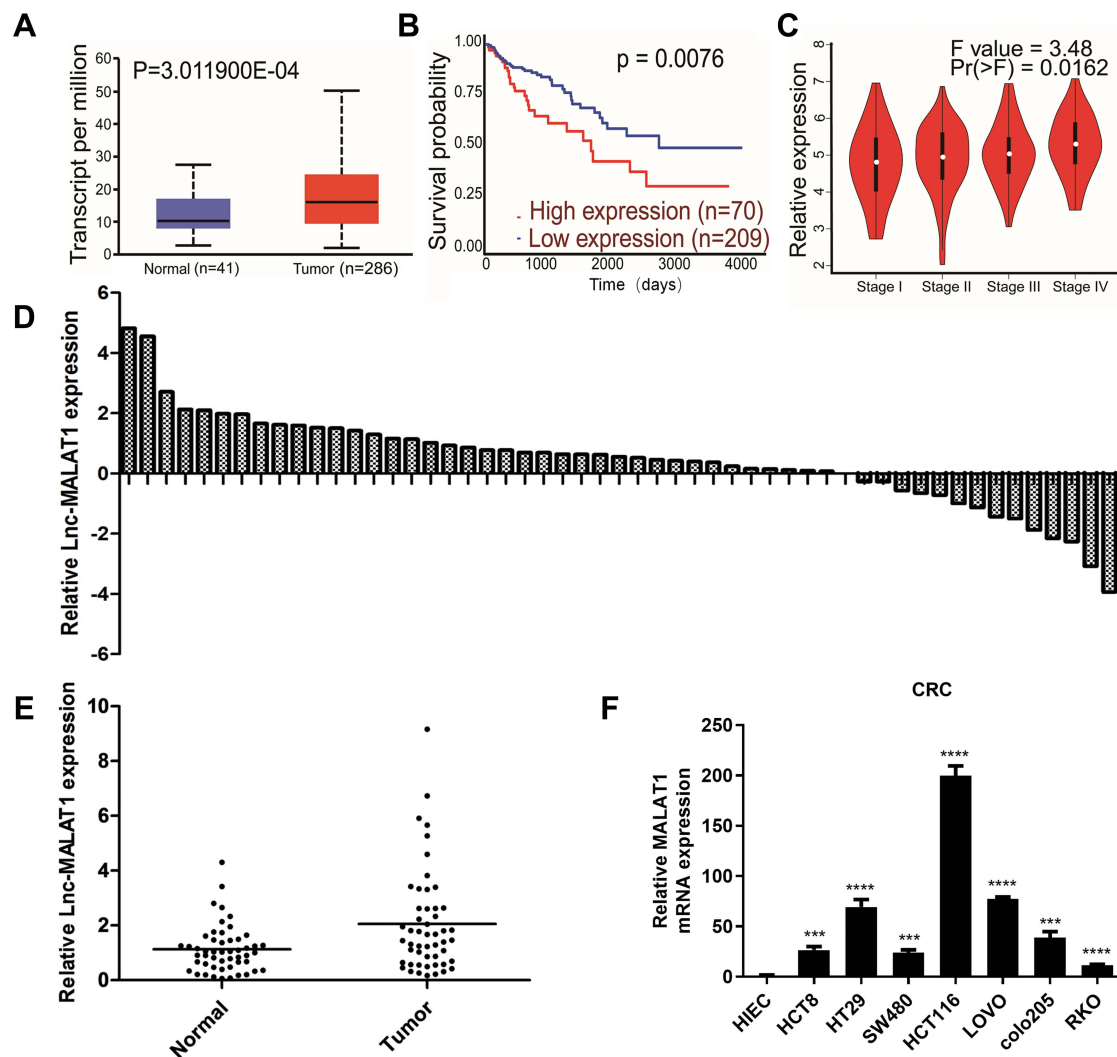 A
Transcript per million
60
50
40
30
20
10
0
P=3.011900E-04
Normal (n=41)
Tumor (n=286)
B
Survival probability
1.00
0.75
0.50
0.25
0.00
p = 0.0076
High expression (n=70)
Low expression (n=209)
0
1000
2000
3000
4000
Time (days)
C
Relative expression
8
7
6
5
4
3
2
F value = 3.48
Pr(>F) = 0.0162
Stage I
Stage II
Stage III
Stage IV
D
Relative Lnc-MALAT1 expression
6
4
2
0
-2
-4
-6
E
Relative Lnc-MALAT1 expression
10
8
6
4
2
0
Normal
Tumor
F
CRC
Relative MALAT1
mRNA expression
250
200
150
100
50
0
***
****
***
****
****
***
****
HIEC
HCT8
HT29
SW480
HCT116
LOVO
colo205
RKO